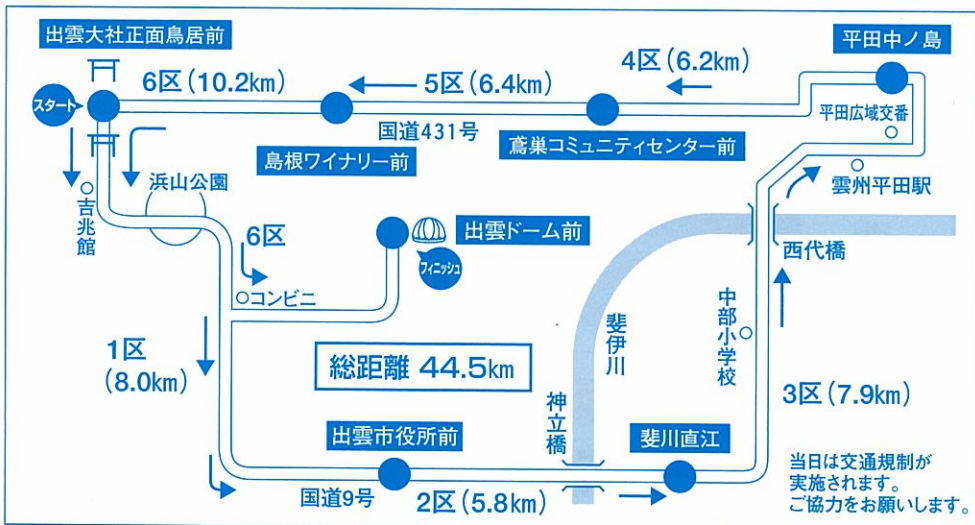 出雲大社正面鳥居前
平田中ノ島
6区(10.2km)
5区(6.4km)
4区(6.2km)
スタート
平田広域交番
国道431号
島根ワイナリー前
鳶巣コミュニティセンター前
雲州平田駅
浜山公園
吉兆館
6区
出雲ドーム前
フィニッシュ
西代橋
コンビニ
中部小学校
斐伊川
1区
(8.0km)
総距離 44.5km
3区(7.9km)
神立橋
出雲市役所前
斐川直江
国道9号
2区(5.8km)
当日は交通規制が
実施されます。
ご協力をお願いします。